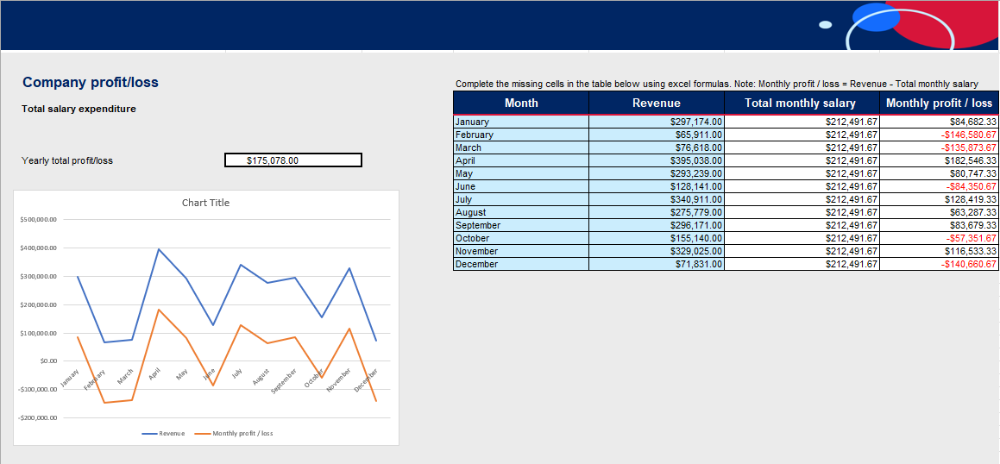 Company profit/loss
Total salary expenditure
Yearly total profit/loss $175,078.00
Complete the missing cells in the table below using excel formulas. Note: Monthly profit / loss = Revenue - Total monthly salary
Month Revenue Total monthly salary Monthly profit / loss
January $297,174.00 $212,491.67 $84,682.33
February $65,911.00 $212,491.67 -$146,580.67
March $76,618.00 $212,491.67 -$135,873.67
April $395,038.00 $212,491.67 $182,546.33
May $293,239.00 $212,491.67 $80,747.33
June $128,141.00 $212,491.67 -$84,350.67
July $340,911.00 $212,491.67 $128,419.33
August $275,779.00 $212,491.67 $63,287.33
September $296,171.00 $212,491.67 $83,679.33
October $155,140.00 $212,491.67 -$57,351.67
November $329,025.00 $212,491.67 $116,533.33
December $71,831.00 $212,491.67 -$140,660.67
Chart Title
$500,000.00
$400,000.00
$300,000.00
$200,000.00
$100,000.00
$0.00
-$100,000.00
-$200,000.00
January February March April May June July August September October November December
Revenue Monthly profit / loss